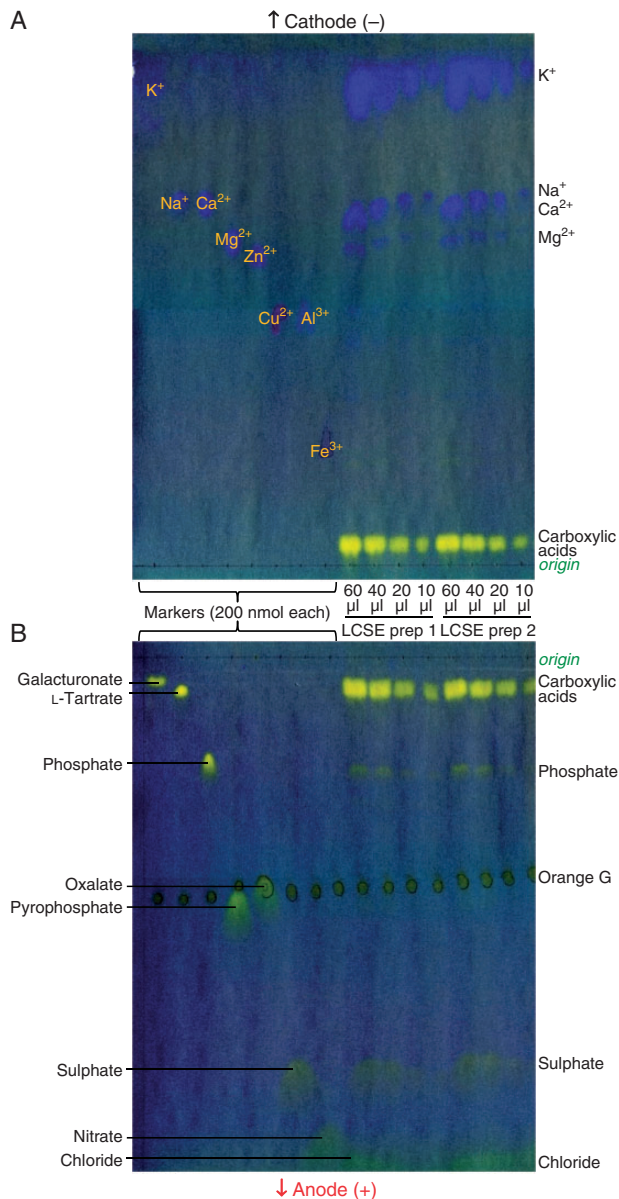 A
↑ Cathode (–)
K⁺
K⁺
Na⁺ Ca²⁺
Na⁺
Ca²⁺
Mg²⁺
Mg²⁺
Zn²⁺
Cu²⁺ Al³⁺
Fe³⁺
Carboxylic
acids
origin
Markers (200 nmol each)
60 40 20 10 60 40 20 10
µl µl µl µl µl µl µl µl
LCSE prep 1 LCSE prep 2
B
origin
Galacturonate
Carboxylic
acids
L-Tartrate
Phosphate
Phosphate
Oxalate
Orange G
Pyrophosphate
Sulphate
Sulphate
Nitrate
Chloride
Chloride
↓ Anode (+)